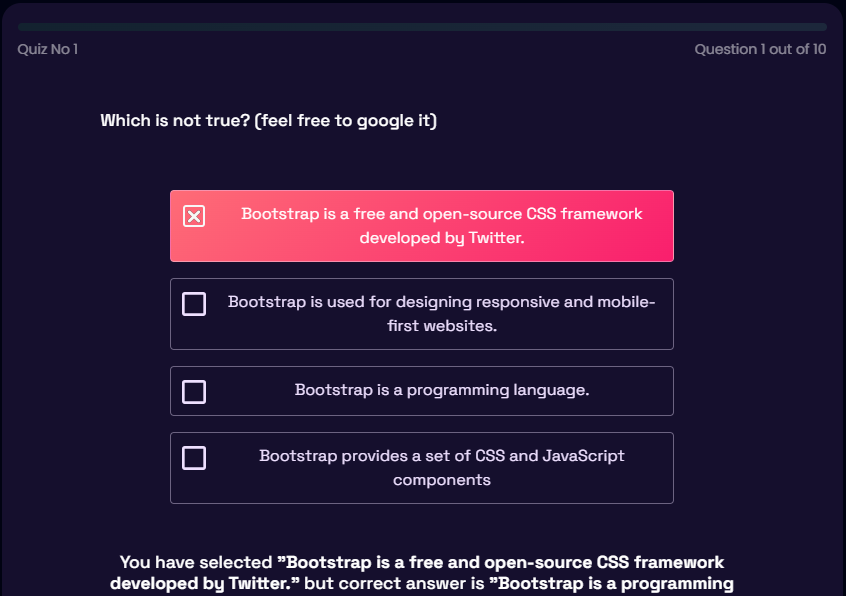 Quiz No 1
Question 1 out of 10
Which is not true? (feel free to google it)
Bootstrap is a free and open-source CSS framework
developed by Twitter.
Bootstrap is used for designing responsive and mobile-
first websites.
Bootstrap is a programming language.
Bootstrap provides a set of CSS and JavaScript
components
You have selected ”Bootstrap is a free and open-source CSS framework
developed by Twitter.” but correct answer is ”Bootstrap is a programming